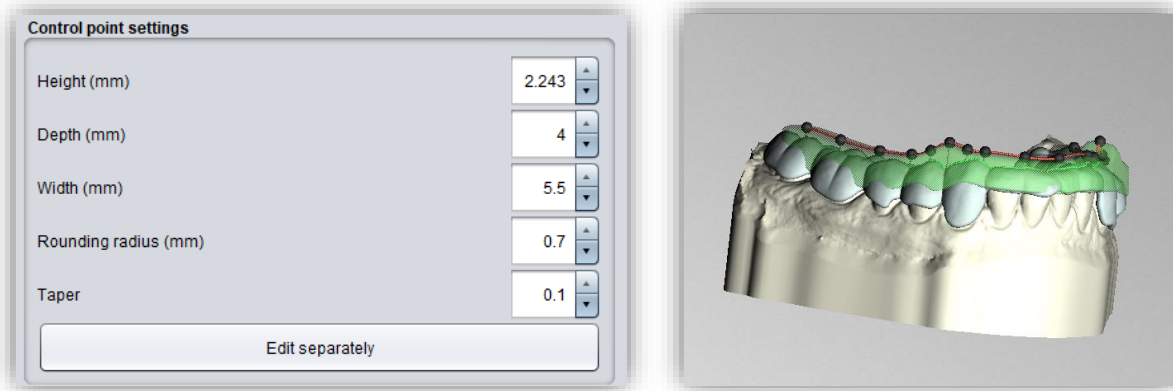 Control point settings
Height (mm) 2.243
Depth (mm) 4
Width (mm) 5.5
Rounding radius (mm) 0.7
Taper 0.1
Edit separately